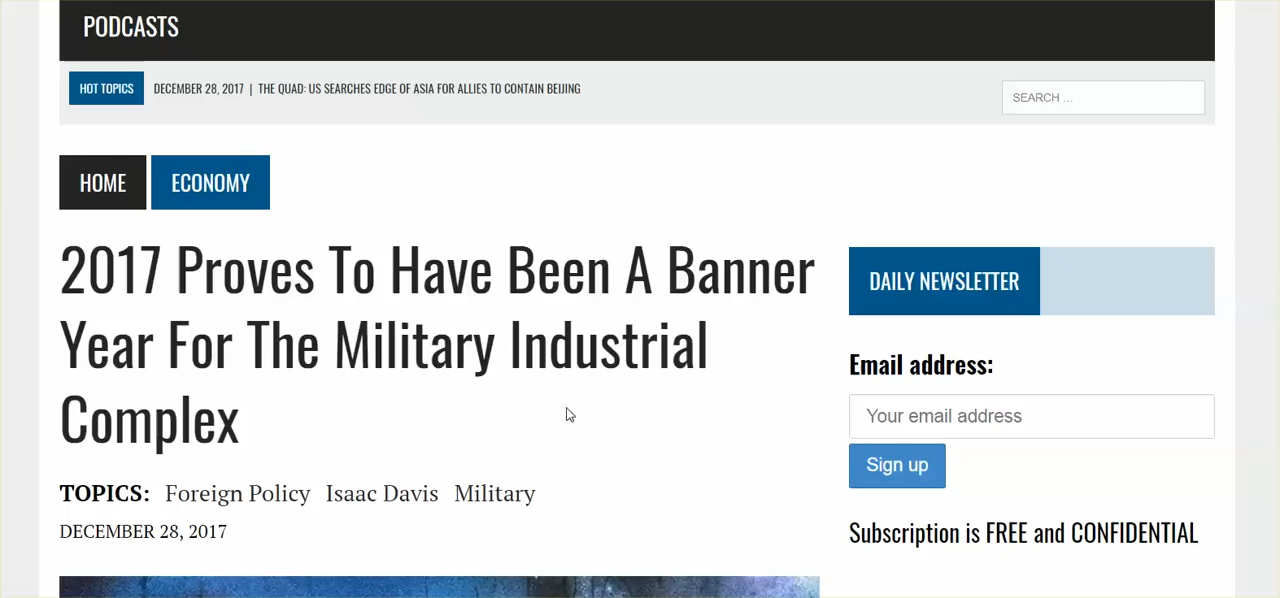 PODCASTS
HOT TOPICS DECEMBER 28, 2017 | THE QUAD: US SEARCHES EDGE OF ASIA FOR ALLIES TO CONTAIN BEIJING
SEARCH ...
HOME ECONOMY
2017 Proves To Have Been A Banner
Year For The Military Industrial
Complex
TOPICS: Foreign Policy Isaac Davis Military
DECEMBER 28, 2017
DAILY NEWSLETTER
Email address:
Your email address
Sign up
Subscription is FREE and CONFIDENTIAL